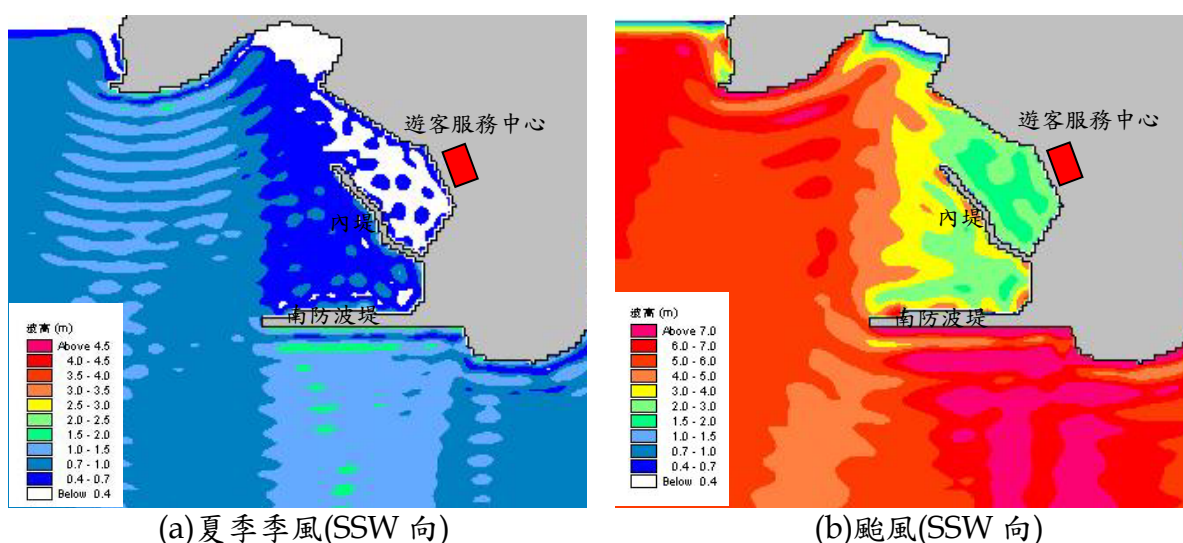 遊客服務中心
內堤
南防波堤
波高 (m)
Above 4.5
4.0 - 4.5
3.5 - 4.0
3.0 - 3.5
2.5 - 3.0
2.0 - 2.5
1.5 - 2.0
1.0 - 1.5
0.7 - 1.0
0.4 - 0.7
Below 0.4
(a)夏季季風(SSW 向)
遊客服務中心
內堤
南防波堤
波高 (m)
Above 7.0
6.0 - 7.0
5.0 - 6.0
4.0 - 5.0
3.0 - 4.0
2.0 - 3.0
1.5 - 2.0
1.0 - 1.5
0.7 - 1.0
0.4 - 0.7
Below 0.4
(b)颱風(SSW 向)